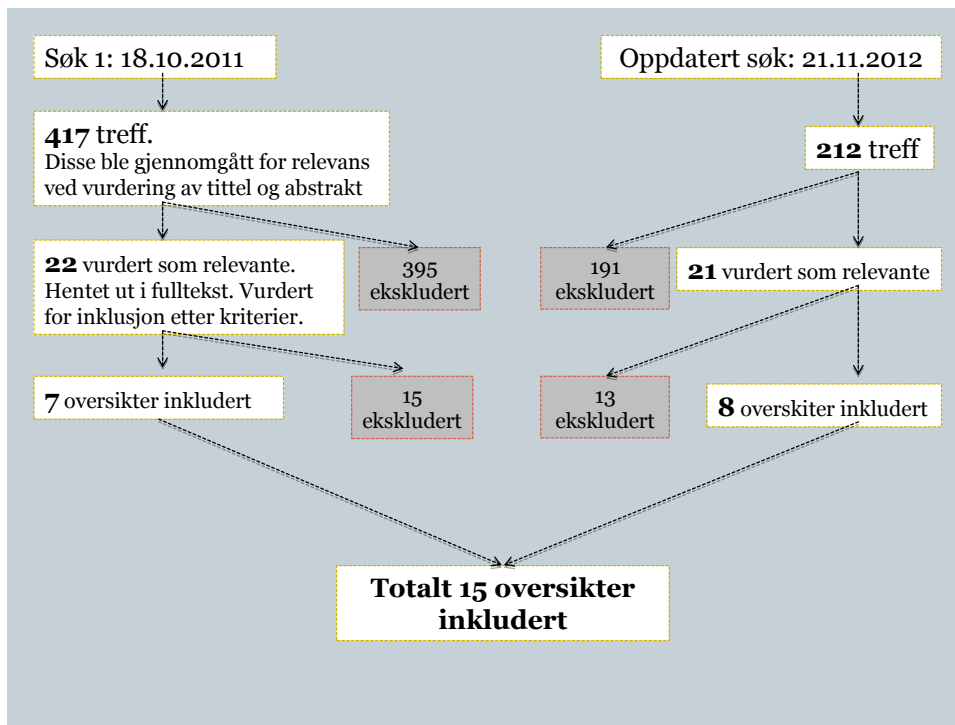 Søk 1: 18.10.2011
417 treff.
Disse ble gjennomgått for relevans
ved vurdering av tittel og abstrakt
22 vurdert som relevante.
Hentet ut i fulltekst. Vurdert
for inklusjon etter kriterier.
395
ekskludert
7 oversikter inkludert
15
ekskludert
Oppdatert søk: 21.11.2012
212 treff
191
ekskludert
21 vurdert som relevante
13
ekskludert
8 overskiter inkludert
Totalt 15 oversikter
inkludert